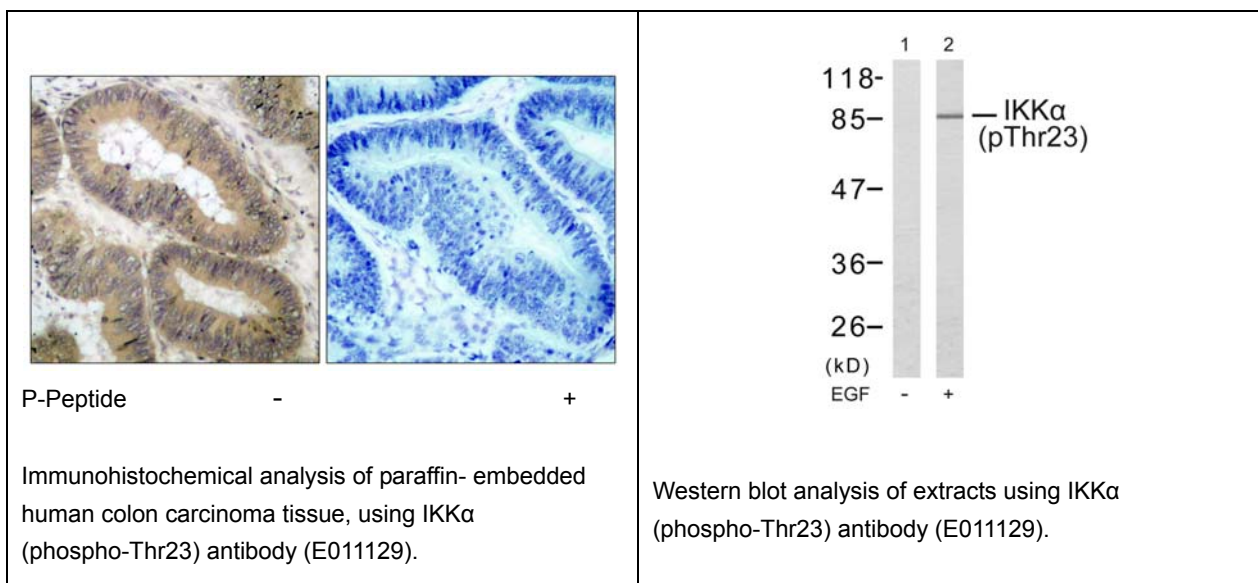 P-Peptide - +
Immunohistochemical analysis of paraffin- embedded
human colon carcinoma tissue, using IKKα
(phospho-Thr23) antibody (E011129).
1 2
118-
85- IKKα
(pThr23)
47-
36-
26-
(kD)
EGF - +
Western blot analysis of extracts using IKKα
(phospho-Thr23) antibody (E011129).